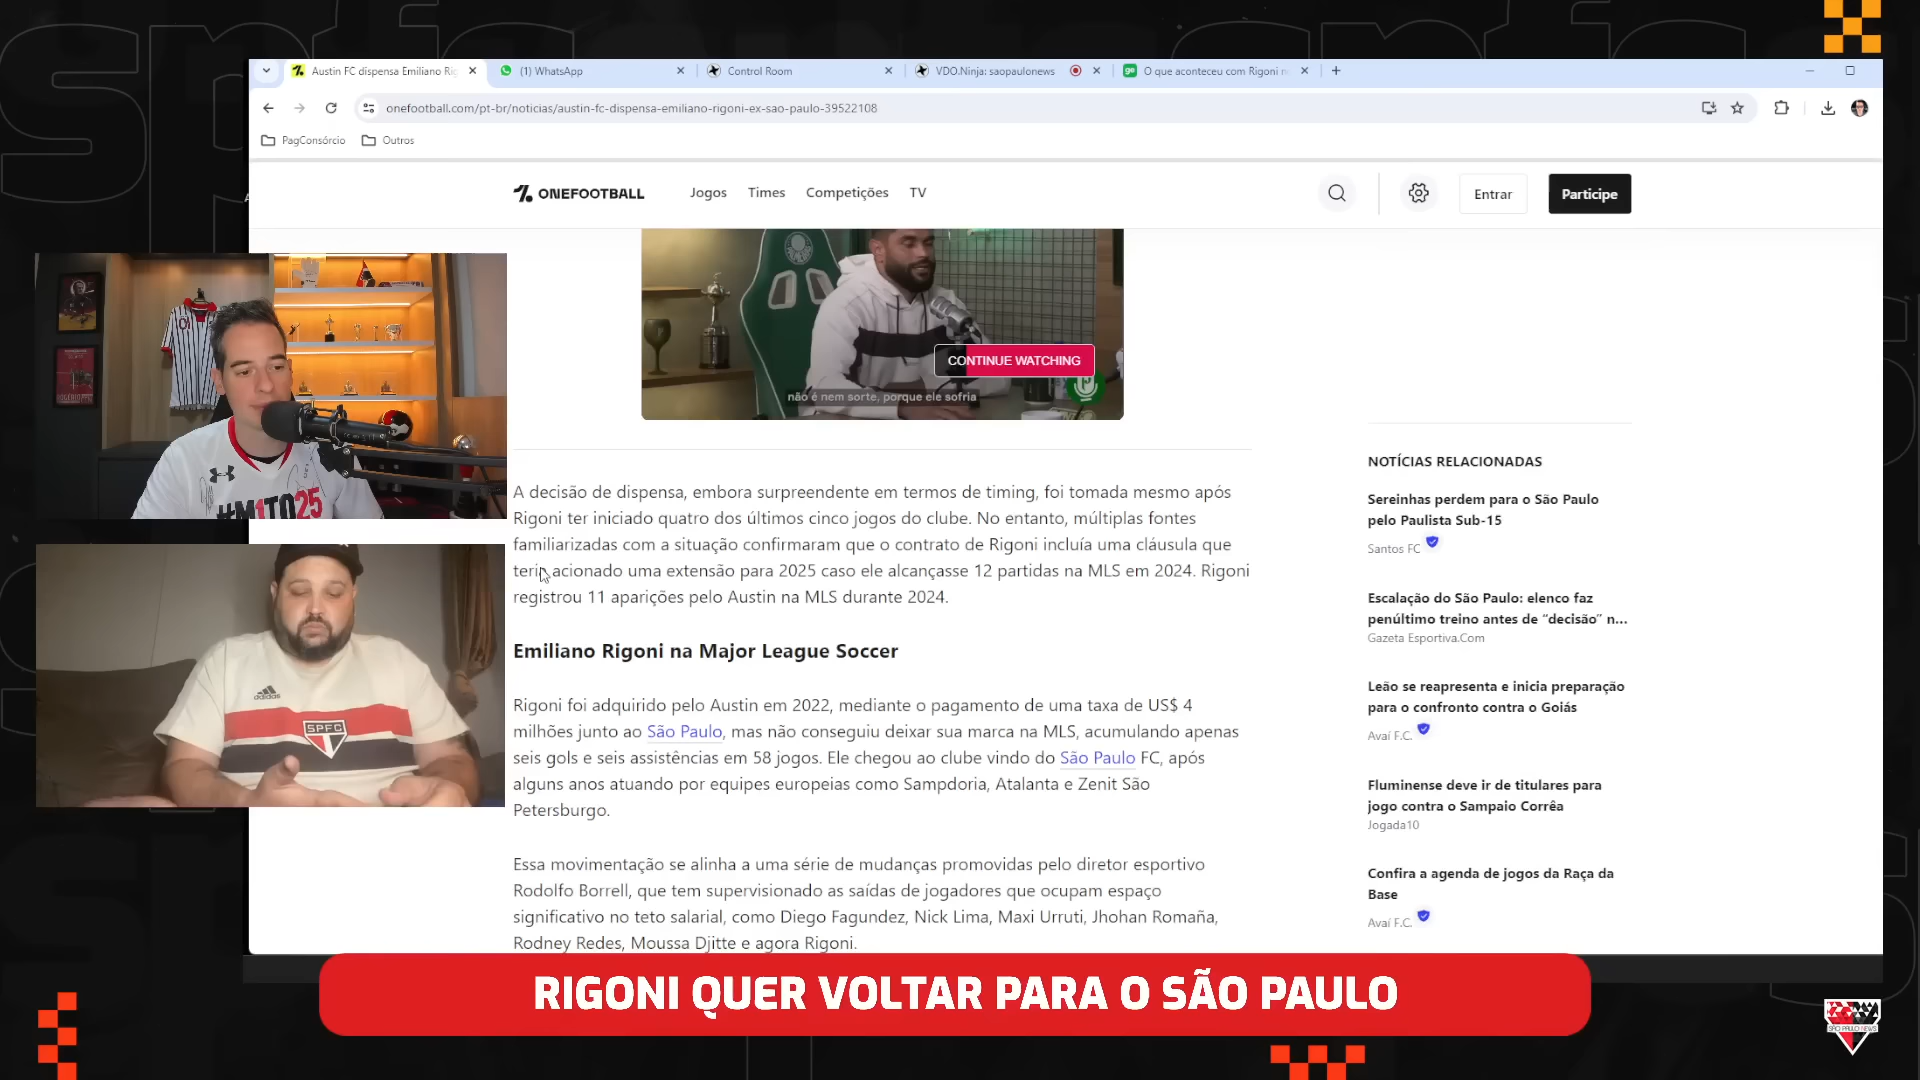 Austin FC dispensa Emiliano Rig
(1) WhatsApp
Control Room
VDO.Ninja: saopaulonews
ge
O que aconteceu com Rigoni n
onefootball.com/pt-br/noticias/austin-fc-dispensa-emiliano-rigoni-ex-sao-paulo-39522108
PagConsórcio
Outros
ONEFOOTBALL
Jogos
Times
Competições
TV
Entrar
Participe
CONTINUE WATCHING
não é nem sorte, porque ele sofria
A decisão de dispensa, embora surpreendente em termos de timing, foi tomada mesmo após
Rigoni ter iniciado quatro dos últimos cinco jogos do clube. No entanto, múltiplas fontes
familiarizadas com a situação confirmaram que o contrato de Rigoni incluía uma cláusula que
teria acionado uma extensão para 2025 caso ele alcançasse 12 partidas na MLS em 2024. Rigoni
registrou 11 aparições pelo Austin na MLS durante 2024.
Emiliano Rigoni na Major League Soccer
Rigoni foi adquirido pelo Austin em 2022, mediante o pagamento de uma taxa de US$ 4
milhões junto ao São Paulo, mas não conseguiu deixar sua marca na MLS, acumulando apenas
seis gols e seis assistências em 58 jogos. Ele chegou ao clube vindo do São Paulo FC, após
alguns anos atuando por equipes europeias como Sampdoria, Atalanta e Zenit São
Petersburgo.
Essa movimentação se alinha a uma série de mudanças promovidas pelo diretor esportivo
Rodolfo Borrell, que tem supervisionado as saídas de jogadores que ocupam espaço
significativo no teto salarial, como Diego Fagundez, Nick Lima, Maxi Urruti, Jhohan Romaña,
Rodney Redes, Moussa Djitte e agora Rigoni.
NOTÍCIAS RELACIONADAS
Sereinhas perdem para o São Paulo
pelo Paulista Sub-15
Santos FC
Escalação do São Paulo: elenco faz
penúltimo treino antes de “decisão” n...
Gazeta Esportiva.Com
Leão se reapresenta e inicia preparação
para o confronto contra o Goiás
Avaí F.C.
Fluminense deve ir de titulares para
jogo contra o Sampaio Corrêa
Jogada10
Confira a agenda de jogos da Raça da
Base
Avaí F.C.
#M1TO25
adidas
SPFC
RIGONI QUER VOLTAR PARA O SÃO PAULO
SÃO PAULO NEWS